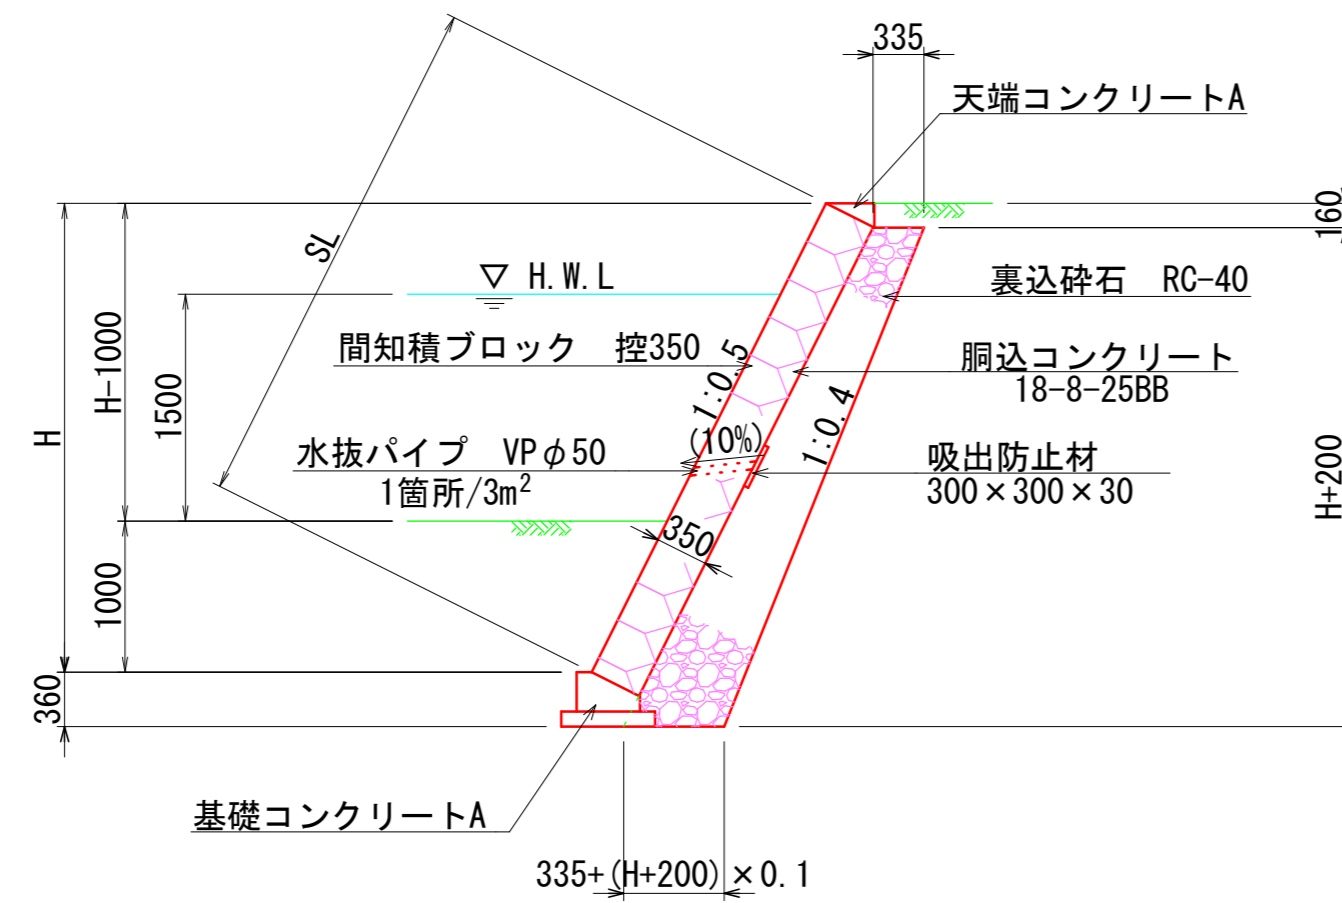 335
天端コンクリートA
160
SL
▽ H.W.L
裏込砕石 RC-40
H-1000
1500
間知積ブロック 控350
1:0.5
胴込コンクリート
18-8-25BB
1:0.4
H
(10%)
水抜パイプ VPφ50
1箇所/3m²
吸出防止材
300×300×30
H+200
350
1000
360
基礎コンクリートA
335+(H+200)×0.1